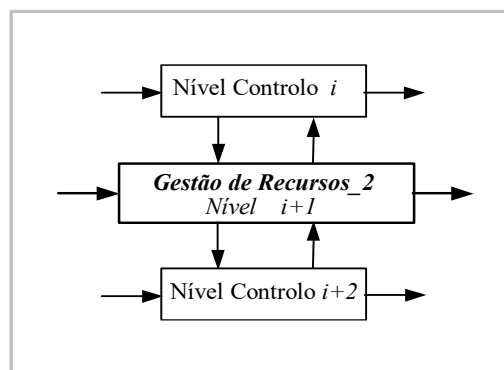 Nível Controlo i
Gestão de Recursos_2
Nível i+1
Nível Controlo i+2